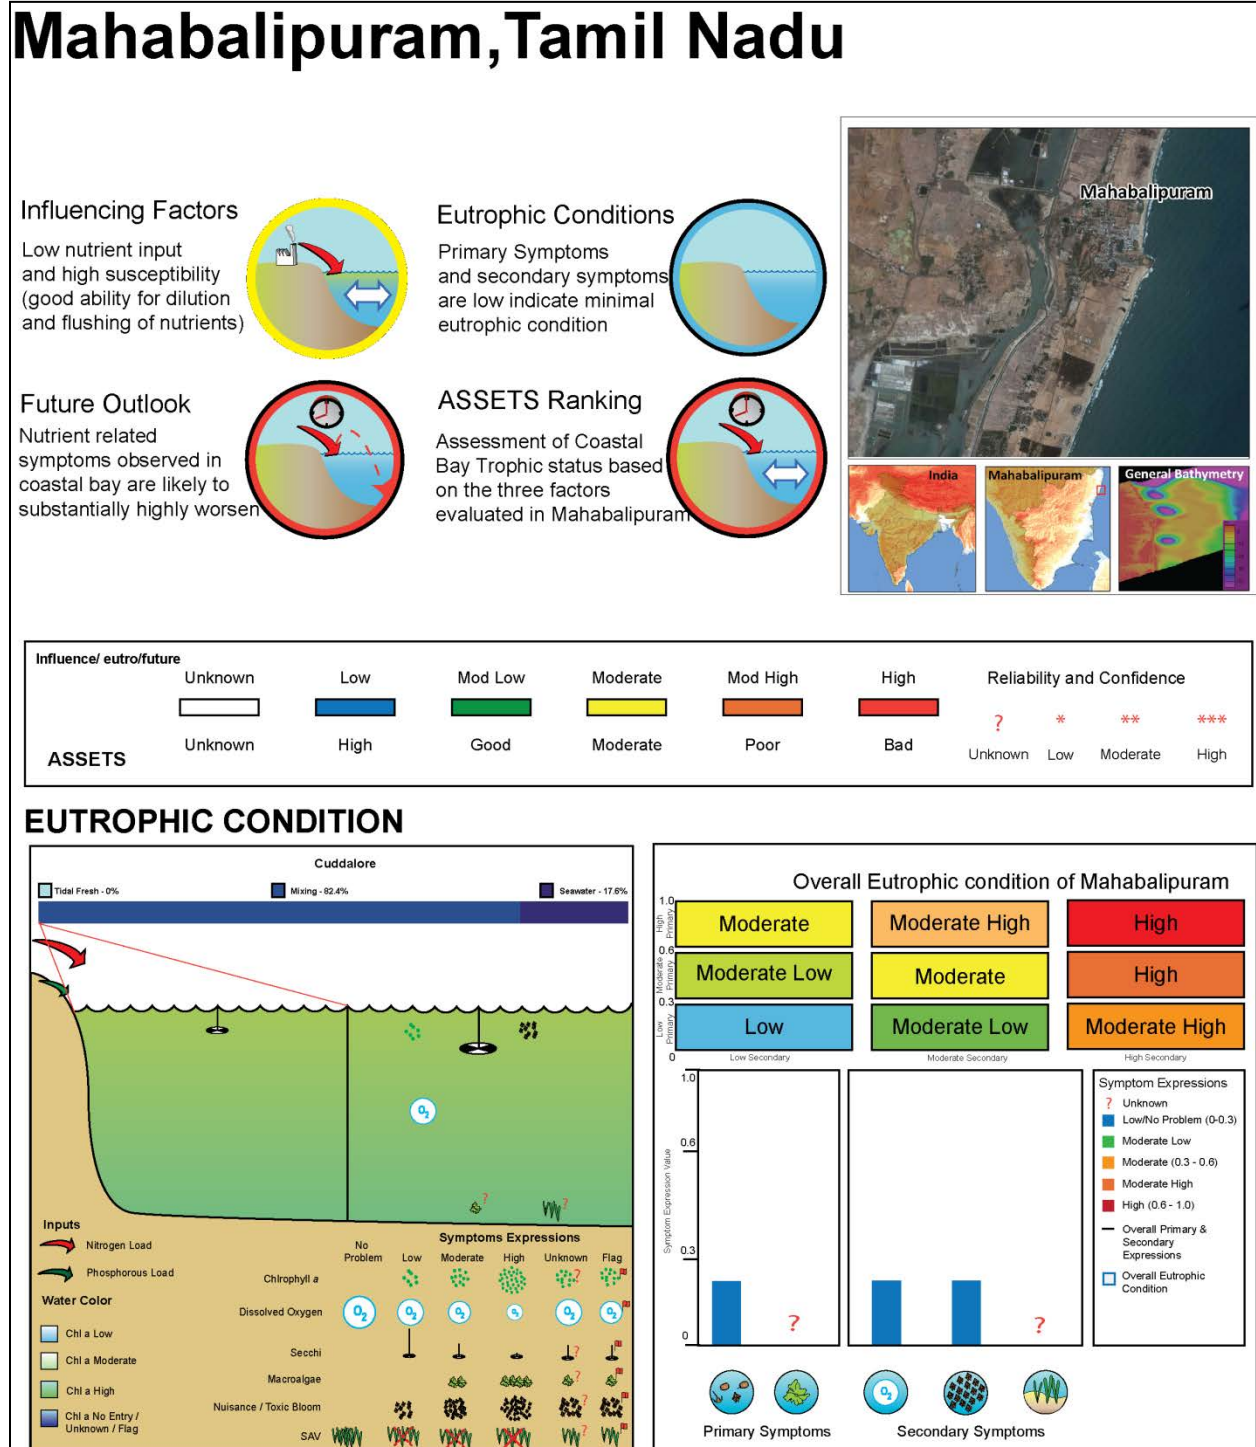 Mahabalipuram,Tamil Nadu
Influencing Factors
Low nutrient input
and high susceptibility
(good ability for dilution
and flushing of nutrients)
Eutrophic Conditions
Primary Symptoms
and secondary symptoms
are low indicate minimal
eutrophic condition
Future Outlook
Nutrient related
symptoms observed in
coastal bay are likely to
substantially highly worsen
ASSETS Ranking
Assessment of Coastal
Bay Trophic status based
on the three factors
evaluated in Mahabalipuram
Mahabalipuram
India
Mahabalipuram
General Bathymetry
Influence/ eutro/future
Unknown Low Mod Low Moderate Mod High High
Unknown High Good Moderate Poor Bad
ASSETS
Reliability and Confidence
? * ** ***
Unknown Low Moderate High
EUTROPHIC CONDITION
Cuddalore
Tidal Fresh - 0% Mixing - 82.4% Seawater - 17.6%
O2
? ?
Inputs
Nitrogen Load
Phosphorous Load
Water Color
Chl a Low
Chl a Moderate
Chl a High
Chl a No Entry /
Unknown / Flag
Symptoms Expressions
No
Problem Low Moderate High Unknown Flag
Chlrophyll a ?
Dissolved Oxygen O2 O2 O2 O2 O2 O2
Secchi ?
Macroalgae ?
Nuisance / Toxic Bloom ?
SAV ?
Overall Eutrophic condition of Mahabalipuram
1.0
High
Primary
Moderate Moderate High High
0.6
Moderate
Primary
Moderate Low Moderate High
0.3
Low
Primary
Low Moderate Low Moderate High
0
Low Secondary Moderate Secondary High Secondary
Symptom Expression Value
1.0
0.6
0.3
0
? ?
O2
Primary Symptoms Secondary Symptoms
Symptom Expressions
? Unknown
Low/No Problem (0-0.3)
Moderate Low
Moderate (0.3 - 0.6)
Moderate High
High (0.6 - 1.0)
Overall Primary &
Secondary
Expressions
Overall Eutrophic
Condition